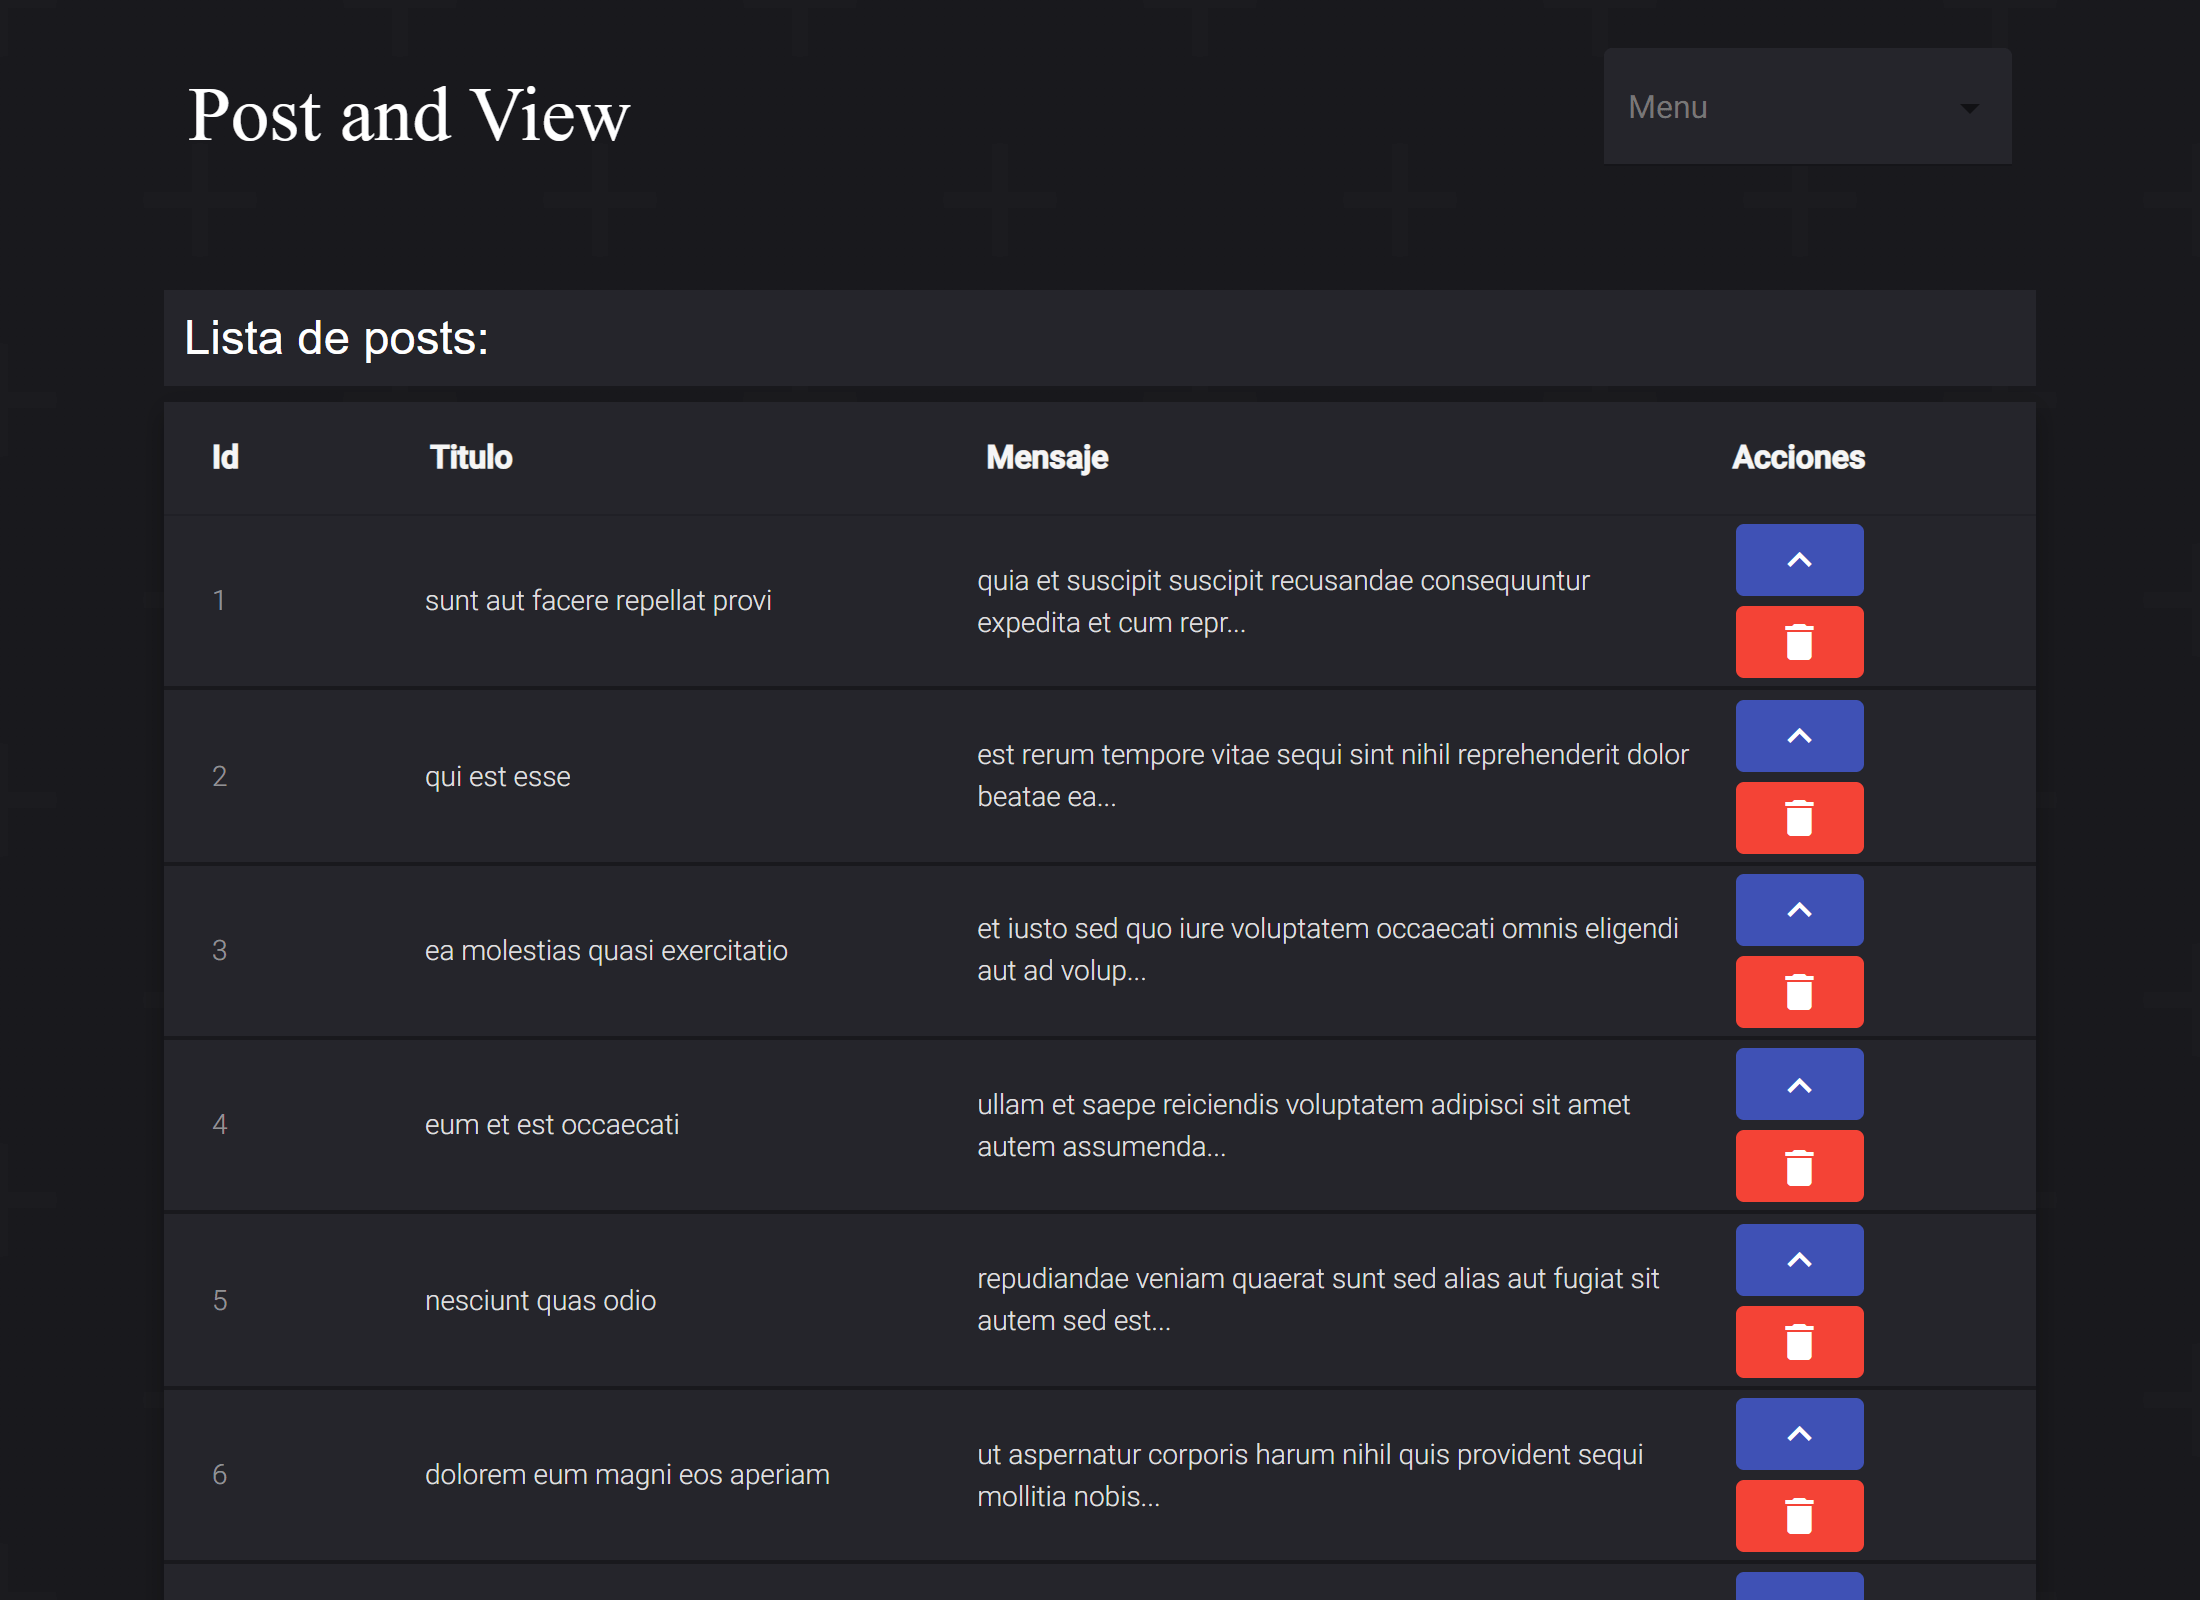 Post and View
Menu
Lista de posts:
Id Titulo Mensaje Acciones
1 sunt aut facere repellat provi quia et suscipit suscipit recusandae consequuntur
expedita et cum repr...
2 qui est esse est rerum tempore vitae sequi sint nihil reprehenderit dolor
beatae ea...
3 ea molestias quasi exercitatio et iusto sed quo iure voluptatem occaecati omnis eligendi
aut ad volup...
4 eum et est occaecati ullam et saepe reiciendis voluptatem adipisci sit amet
autem assumenda...
5 nesciunt quas odio repudiandae veniam quaerat sunt sed alias aut fugiat sit
autem sed est...
6 dolorem eum magni eos aperiam ut aspernatur corporis harum nihil quis provident sequi
mollitia nobis...